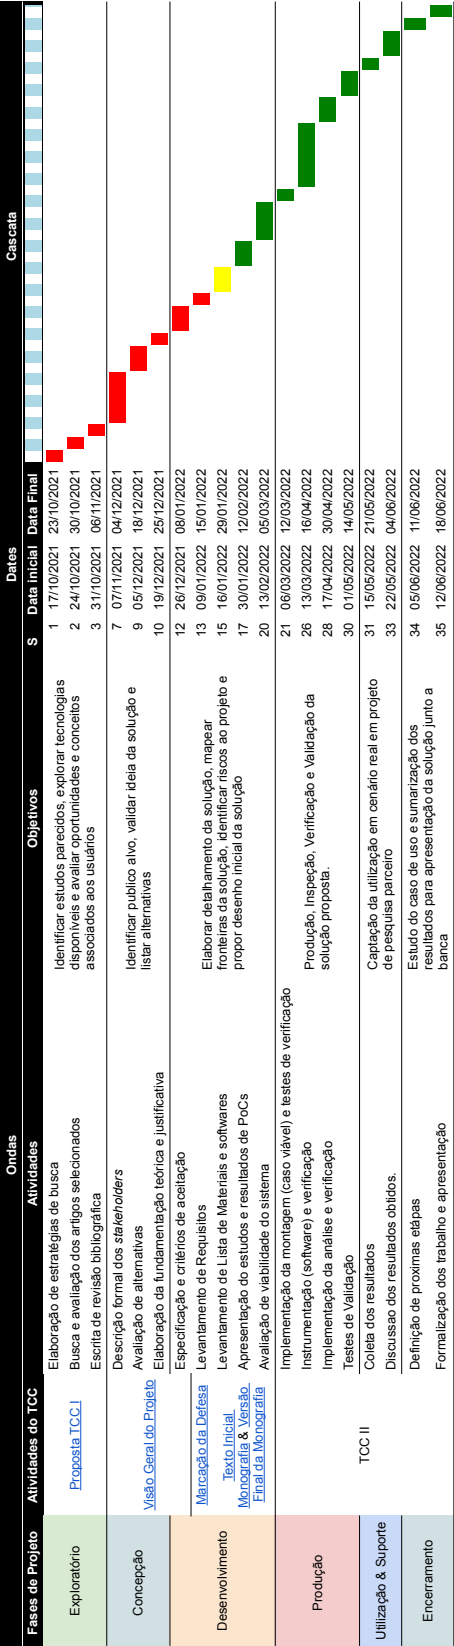 Ondas Dates Cascata
Fases de Projeto Atividades do TCC Atividades Objetivos S Data inicial Data Final
Exploratório
Proposta TCC I
Elaboração de estratégias de busca
Busca e avaliação dos artigos selecionados
Escrita de revisão bibliográfica
Identificar estudos parecidos, explorar tecnologias
disponíveis e avaliar oportunidades e conceitos
associados aos usuários
1 17/10/2021 23/10/2021
2 24/10/2021 30/10/2021
3 31/10/2021 06/11/2021
Concepção
Visão Geral do Projeto
Descrição formal dos stakeholders
Avaliação de alternativas
Elaboração da fundamentação teórica e justificativa
Identificar publico alvo, validar ideia da solução e
listar alternativas
7 07/11/2021 04/12/2021
9 05/12/2021 18/12/2021
10 19/12/2021 25/12/2021
Desenvolvimento
Marcação da Defesa
Texto Inicial
Monografia & Versão
Final da Monografia
Especificação e critérios de aceitação
Levantamento de Requisitos
Levantamento de Lista de Materiais e softwares
Apresentação do estudos e resultados de PoCs
Avaliação de viabilidade do sistema
Elaborar detalhamento da solução, mapear
fronteiras da solução, identificar riscos ao projeto e
propor desenho inicial da solução
12 26/12/2021 08/01/2022
13 09/01/2022 15/01/2022
15 16/01/2022 29/01/2022
17 30/01/2022 12/02/2022
20 13/02/2022 05/03/2022
Produção
TCC II
Implementação da montagem (caso viável) e testes de verificação
Instrumentação (software) e verificação
Implementação da análise e verificação
Testes de Validação
Produção, Inspeção, Verificação e Validação da
solução proposta.
21 06/03/2022 12/03/2022
26 13/03/2022 16/04/2022
28 17/04/2022 30/04/2022
30 01/05/2022 14/05/2022
Utilização & Suporte
Coleta dos resultados
Discussao dos resultados obtidos.
Captação da utilização em cenário real em projeto
de pesquisa parceiro
31 15/05/2022 21/05/2022
33 22/05/2022 04/06/2022
Encerramento
Definição de proximas etápas
Formalização dos trabalho e apresentação
Estudo do caso de uso e sumarização dos
resultados para apresentação da solução junto a
banca
34 05/06/2022 11/06/2022
35 12/06/2022 18/06/2022